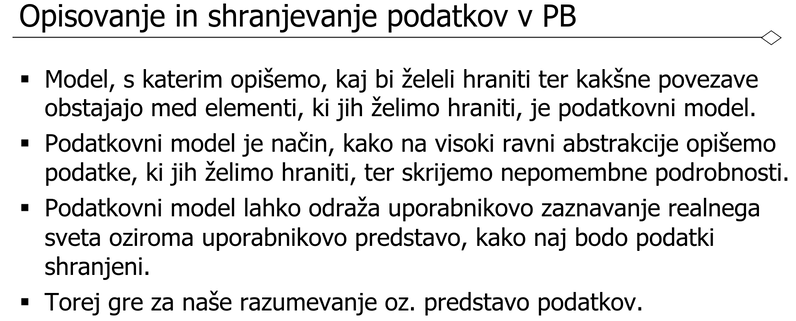 Opisovanje in shranjevanje podatkov v PB
▪ Model, s katerim opišemo, kaj bi želeli hraniti ter kakšne povezave
obstajajo med elementi, ki jih želimo hraniti, je podatkovni model.
▪ Podatkovni model je način, kako na visoki ravni abstrakcije opišemo
podatke, ki jih želimo hraniti, ter skrijemo nepomembne podrobnosti.
▪ Podatkovni model lahko odraža uporabnikovo zaznavanje realnega
sveta oziroma uporabnikovo predstavo, kako naj bodo podatki
shranjeni.
▪ Torej gre za naše razumevanje oz. predstavo podatkov.